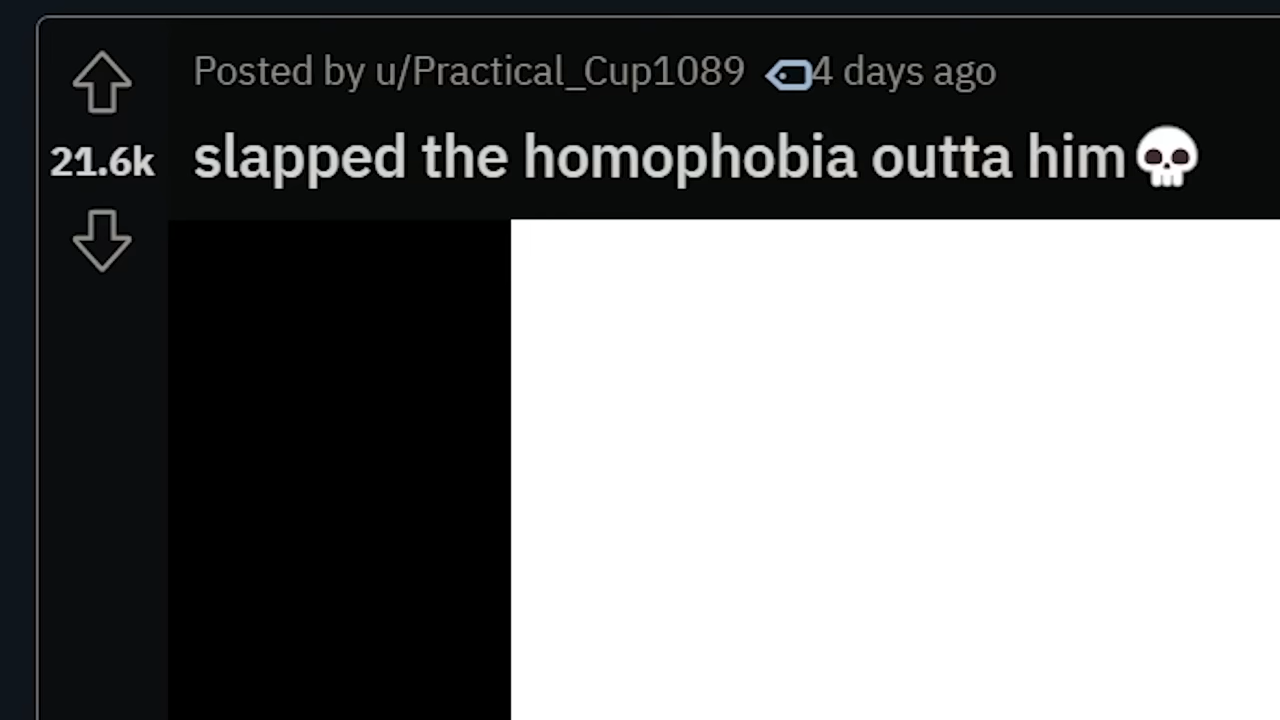 Posted by u/Practical_Cup1089 4 days ago
slapped the homophobia outta him💀
21.6k